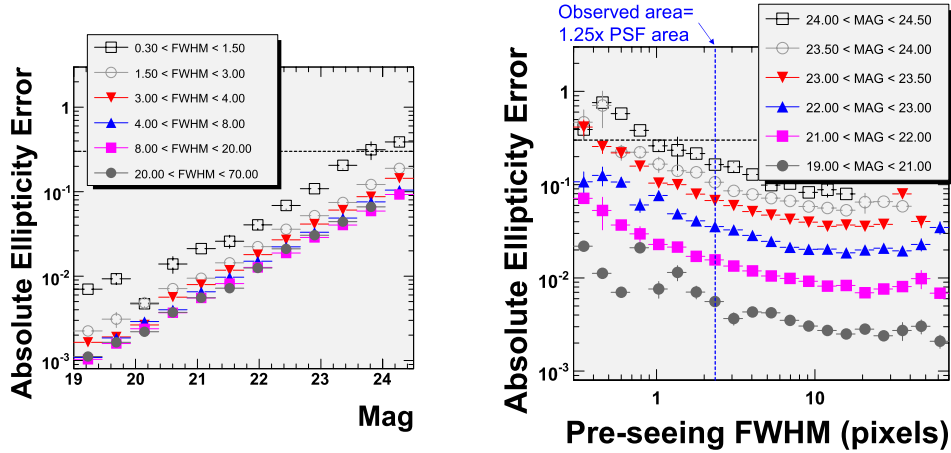 Absolute Ellipticity Error
0.30 < FWHM < 1.50
1.50 < FWHM < 3.00
3.00 < FWHM < 4.00
4.00 < FWHM < 8.00
8.00 < FWHM < 20.00
20.00 < FWHM < 70.00
1
10-1
10-2
10-3
19 20 21 22 23 24
Mag
Observed area=
1.25x PSF area
Absolute Ellipticity Error
24.00 < MAG < 24.50
23.50 < MAG < 24.00
23.00 < MAG < 23.50
22.00 < MAG < 23.00
21.00 < MAG < 22.00
19.00 < MAG < 21.00
1
10-1
10-2
10-3
1 10
Pre-seeing FWHM (pixels)